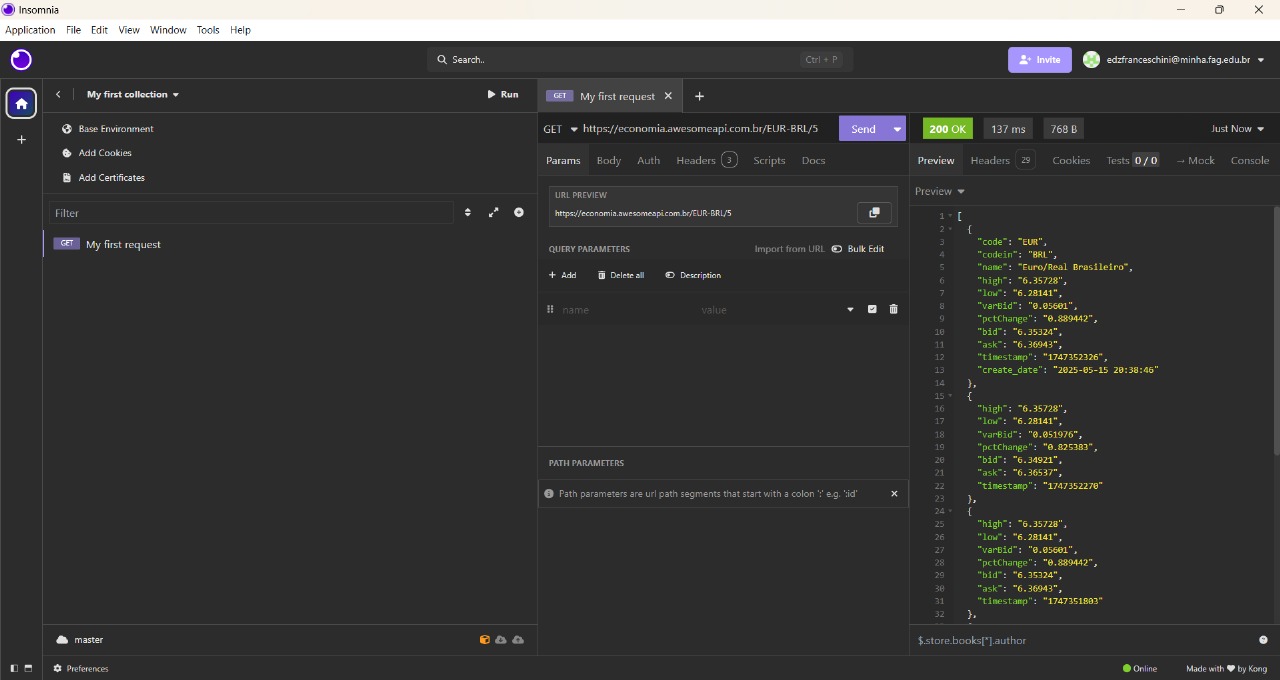 Insomnia
Application File Edit View Window Tools Help
Search.. Ctrl + P
Invite
edzfranceschini@minha.fag.edu.br
My first collection
Run
Base Environment
Add Cookies
Add Certificates
Filter
GET My first request
master
Preferences
GET My first request
GET https://economia.awesomeapi.com.br/EUR-BRL/5 Send
Params Body Auth Headers 3 Scripts Docs
URL PREVIEW
https://economia.awesomeapi.com.br/EUR-BRL/5
QUERY PARAMETERS Import from URL Bulk Edit
Add Delete all Description
name value
PATH PARAMETERS
Path parameters are url path segments that start with a colon ':' e.g. ':id'
200 OK 137 ms 768 B Just Now
Preview Headers 29 Cookies Tests 0 / 0 → Mock Console
Preview
1 [
2 {
3 "code": "EUR",
4 "codein": "BRL",
5 "name": "Euro/Real Brasileiro",
6 "high": "6.35728",
7 "low": "6.28141",
8 "varBid": "0.05601",
9 "pctChange": "0.889442",
10 "bid": "6.35324",
11 "ask": "6.36943",
12 "timestamp": "1747352326",
13 "create_date": "2025-05-15 20:38:46"
14 },
15 {
16 "high": "6.35728",
17 "low": "6.28141",
18 "varBid": "0.051976",
19 "pctChange": "0.825383",
20 "bid": "6.34921",
21 "ask": "6.36537",
22 "timestamp": "1747352270"
23 },
24 {
25 "high": "6.35728",
26 "low": "6.28141",
27 "varBid": "0.05601",
28 "pctChange": "0.889442",
29 "bid": "6.35324",
30 "ask": "6.36943",
31 "timestamp": "1747351803"
32 },
$.store.books[*].author
Online Made with ♥ by Kong